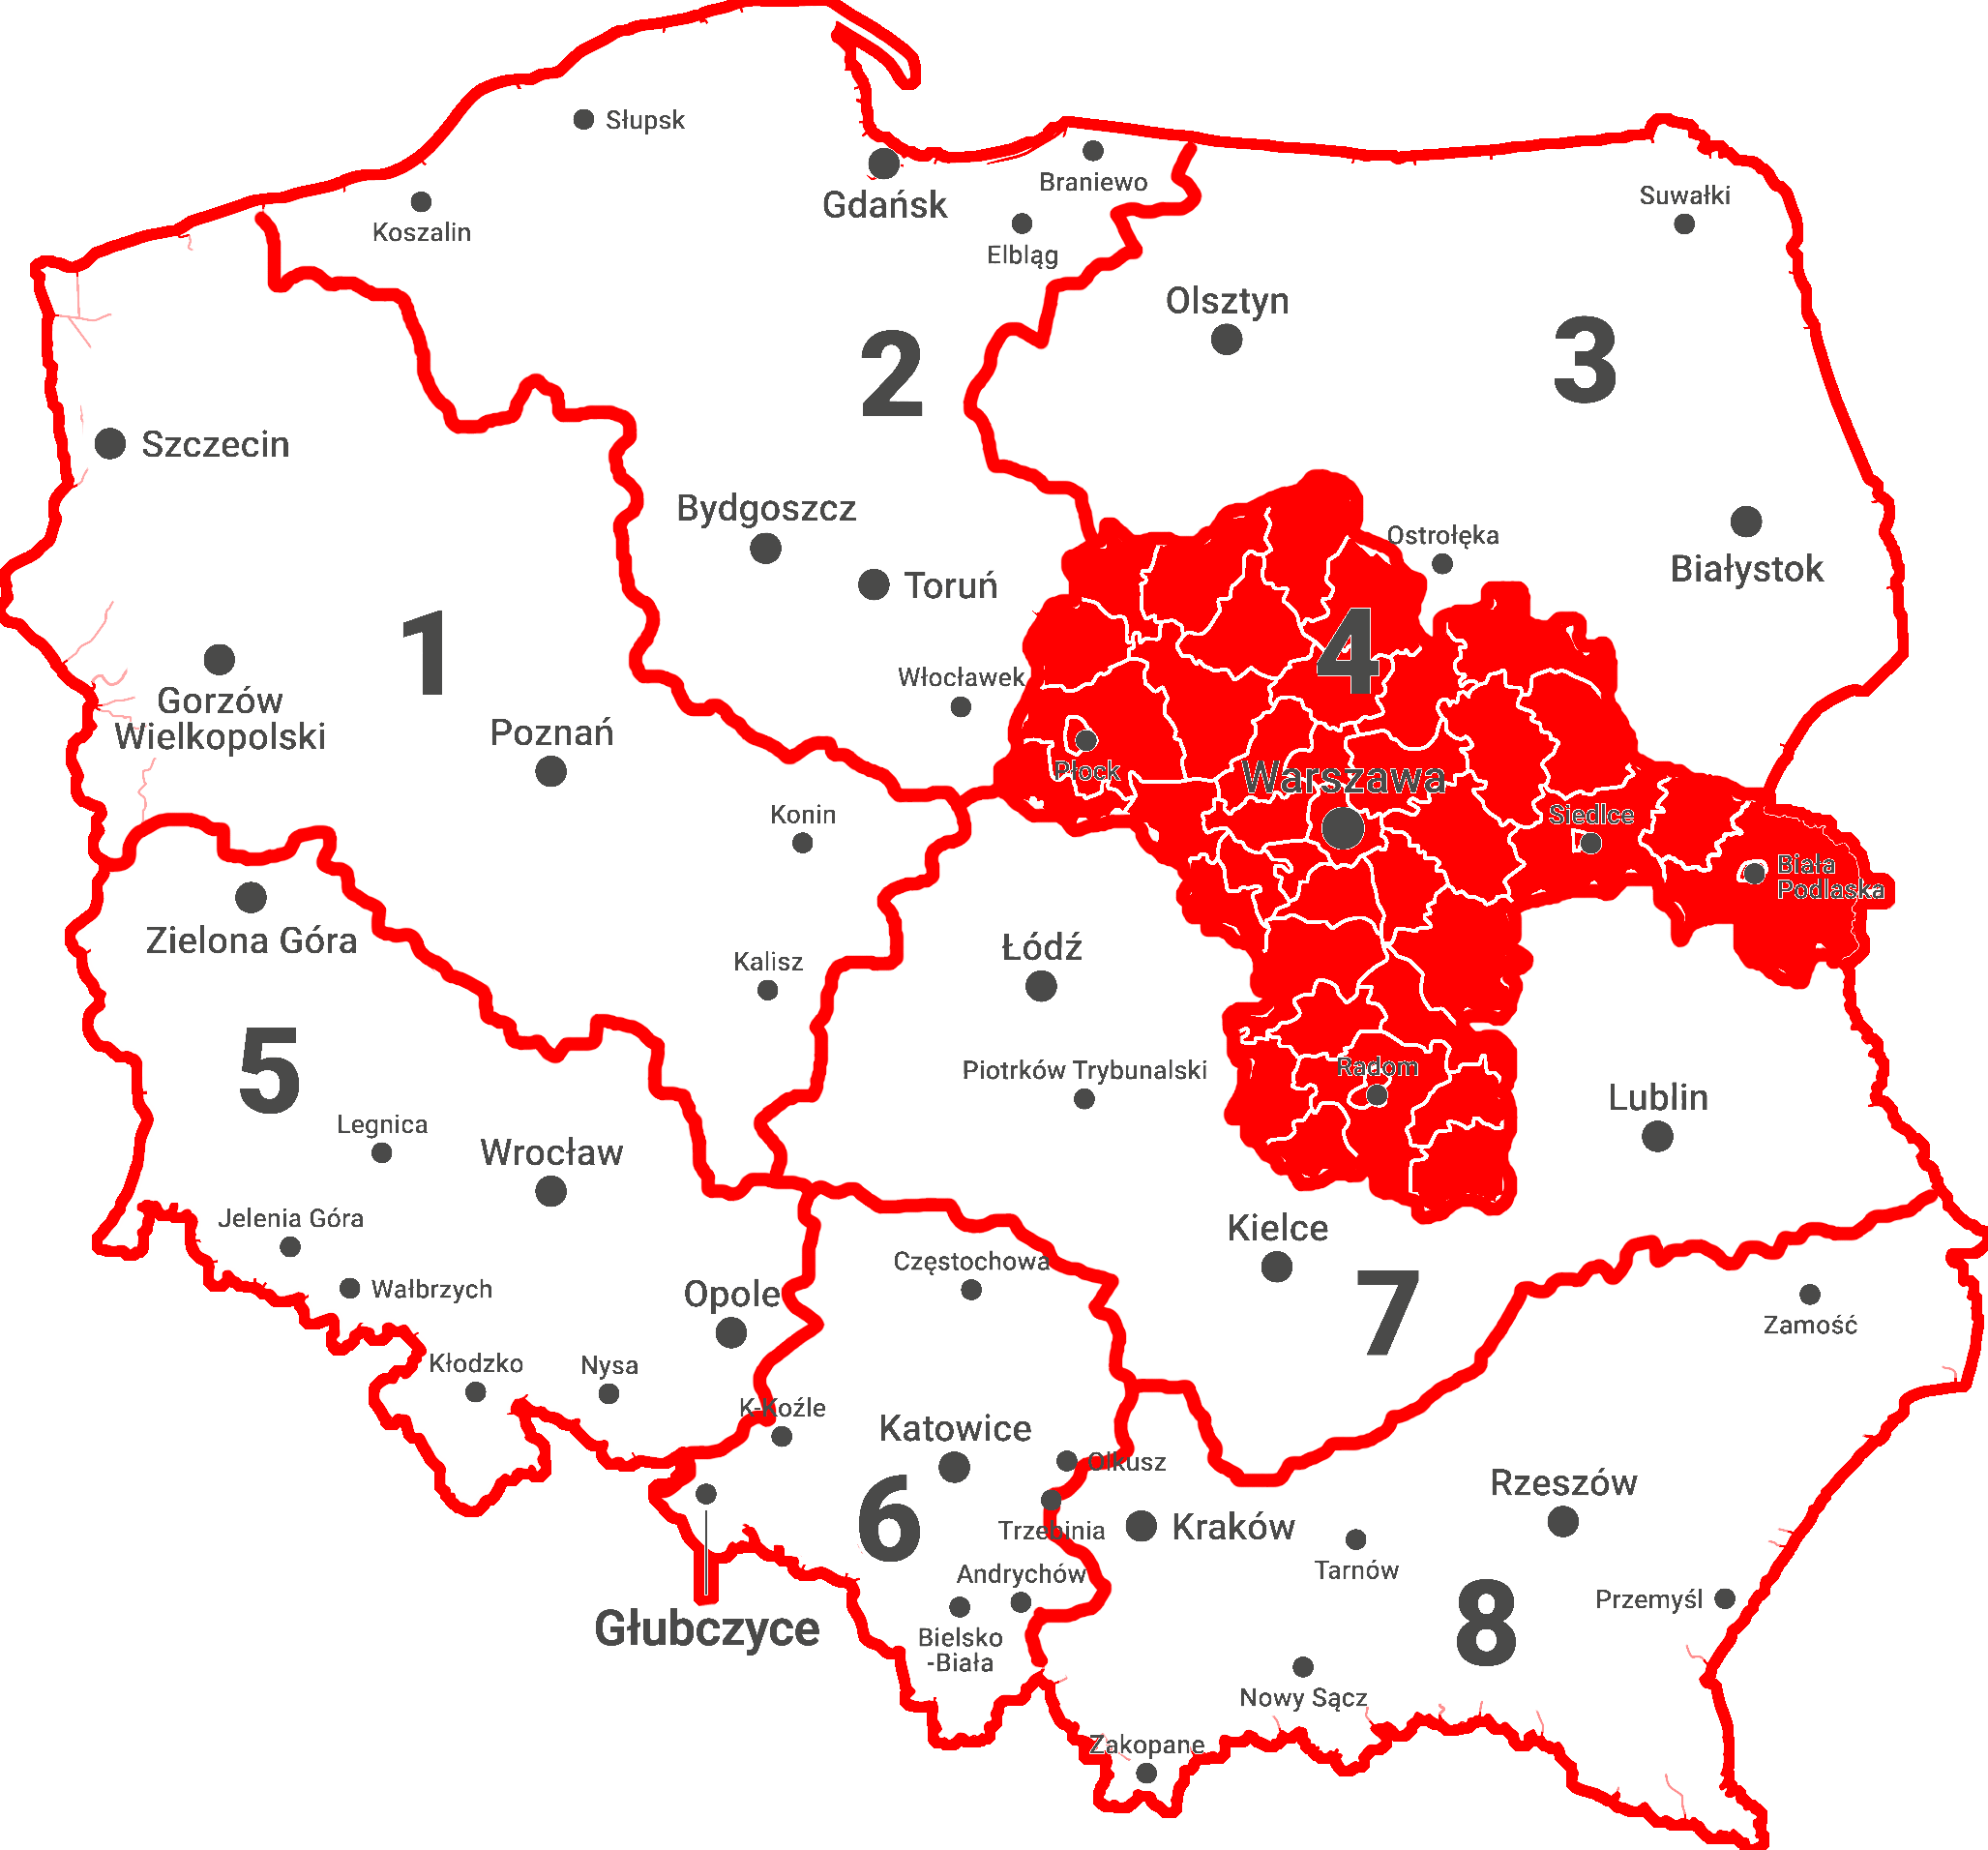 Słupsk
Gdańsk
Braniewo
Suwałki
Koszalin
Elbląg
Olsztyn
2
3
Szczecin
Bydgoszcz
Ostrołęka
Toruń
Białystok
1
4
Włocławek
Gorzów
Wielkopolski
Poznań
Płock
Warszawa
Konin
Siedlce
Biała
Podlaska
Zielona Góra
Łódź
Kalisz
5
Piotrków Trybunalski
Radom
Lublin
Legnica
Wrocław
Jelenia Góra
Kielce
Częstochowa
Wałbrzych
Opole
7
Zamość
Kłodzko
Nysa
K-Koźle
Katowice
Olkusz
Rzeszów
6
Trzebinia
Kraków
Tarnów
Andrychów
Głubczyce
Bielsko
-Biała
Przemyśl
8
Nowy Sącz
Zakopane